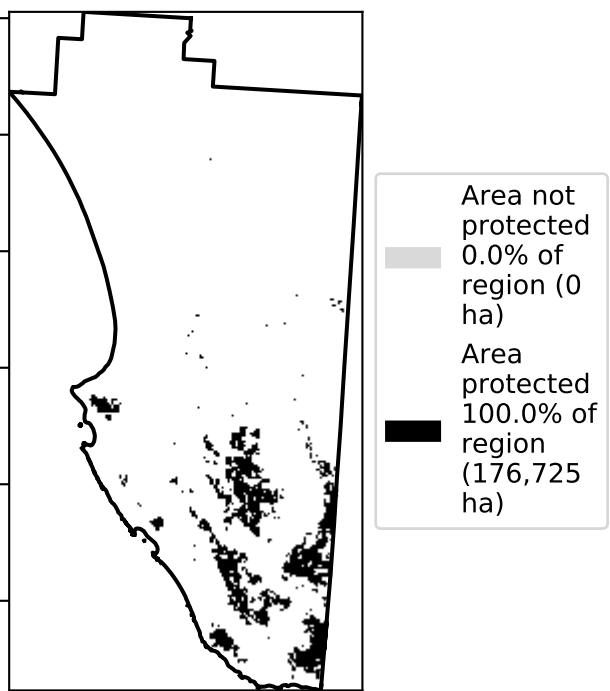 Area not
protected
0.0% of
region (0
ha)
Area
protected
100.0% of
region
(176,725
ha)